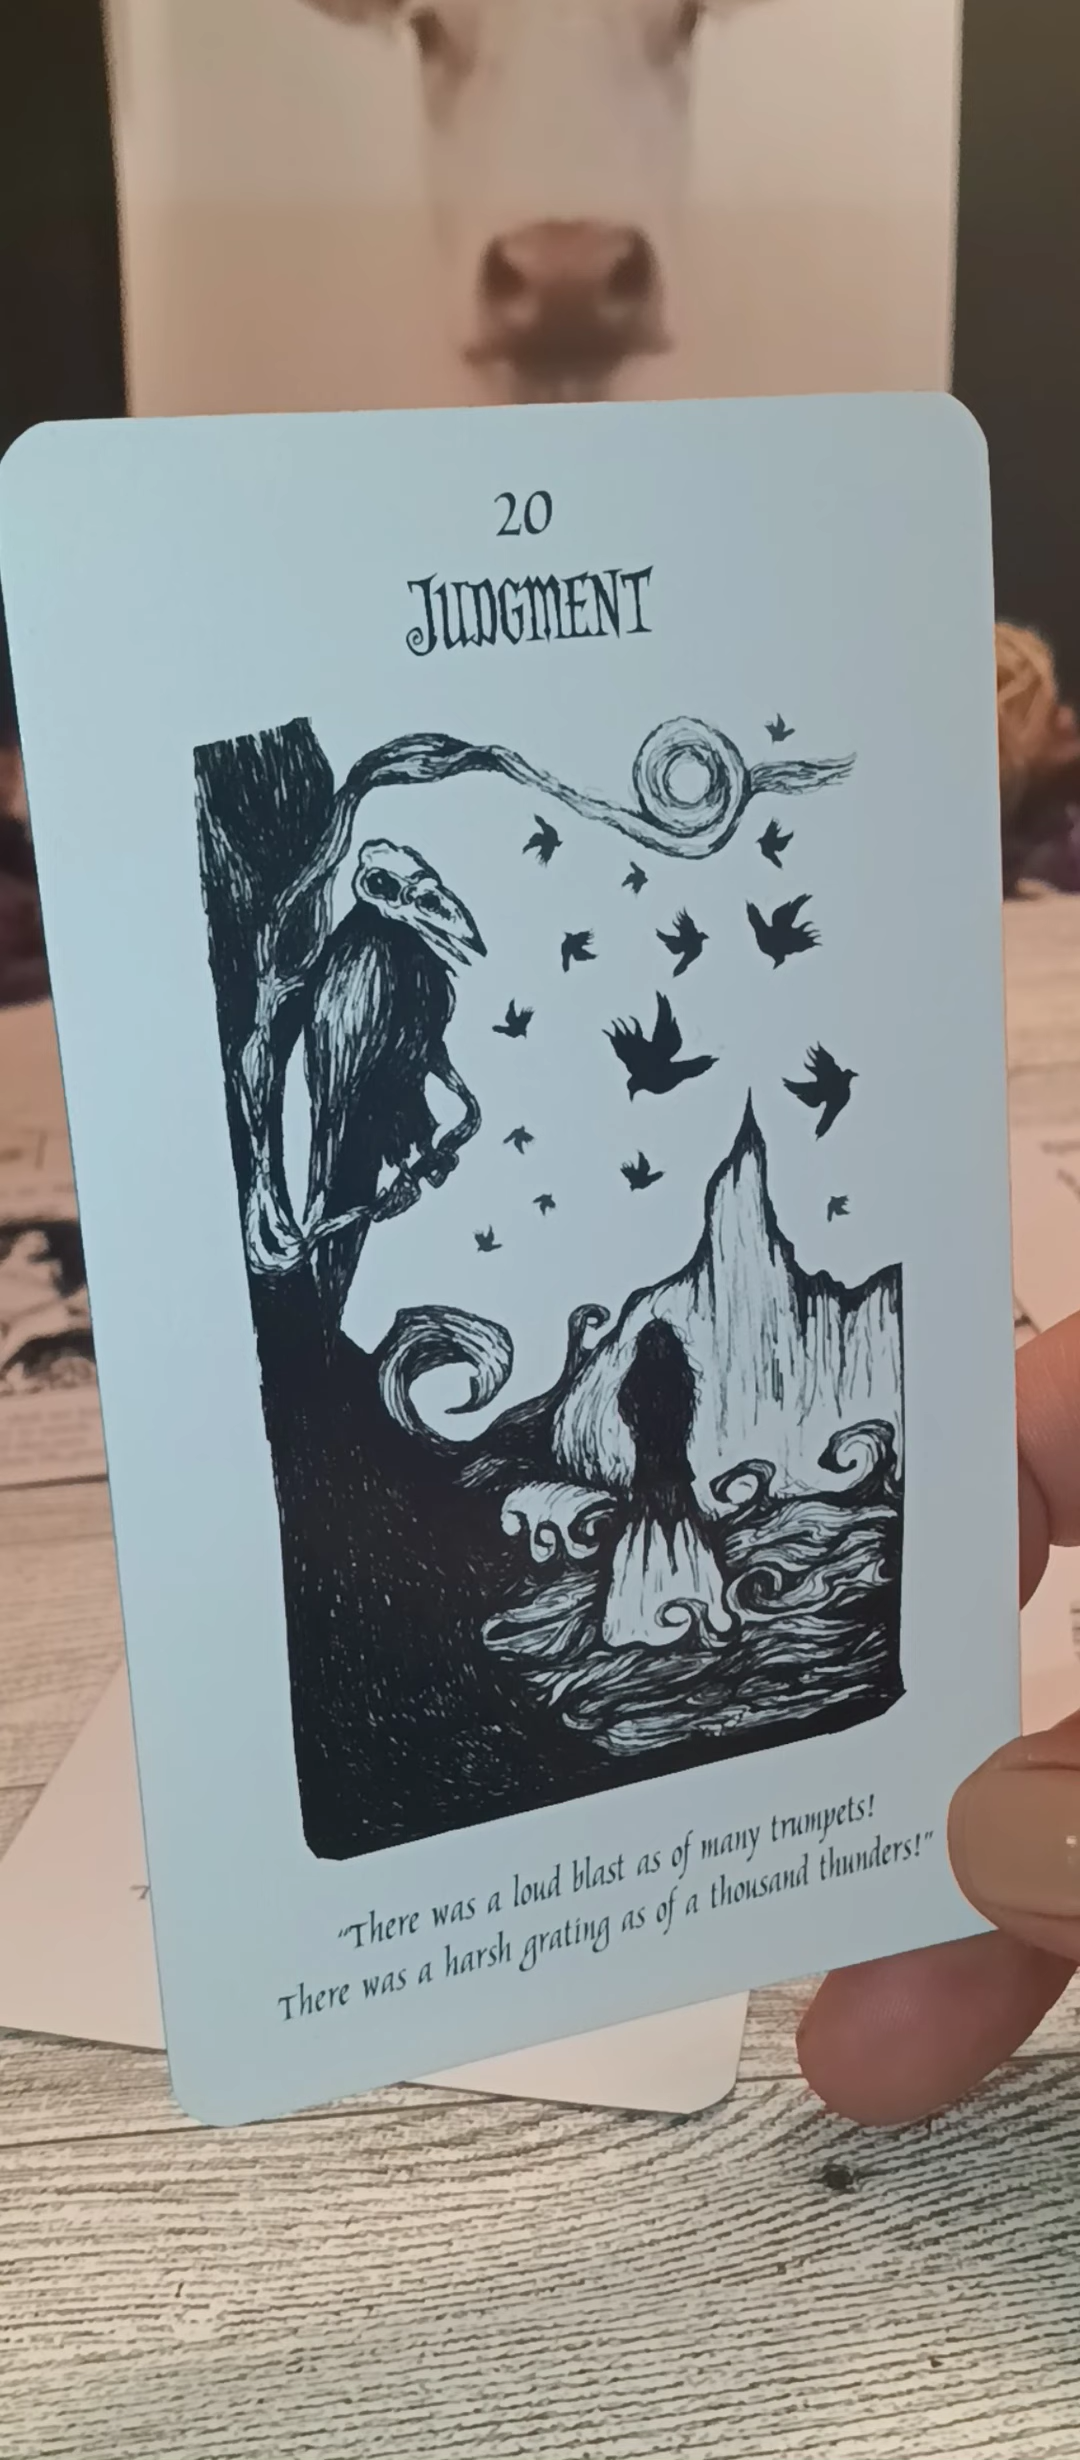 20
JUDGMENT
"There was a loud blast as of many trumpets!
There was a harsh grating as of a thousand thunders!"